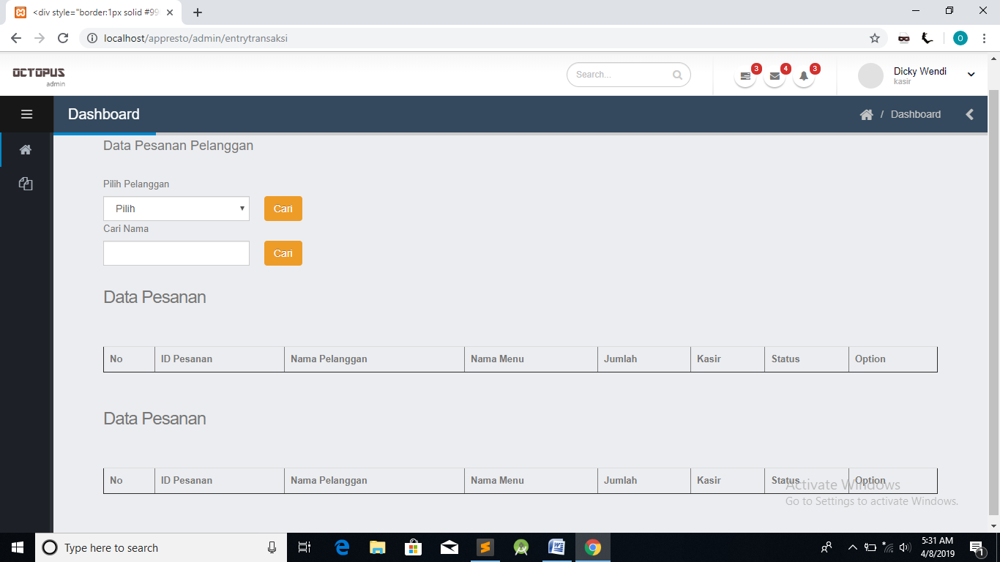 <div style="border:1px solid #99
localhost/appresto/admin/entrytransaksi
O
OCTOPUS
admin
Search...
3
4
3
Dicky Wendi
kasir
Dashboard
/ Dashboard
Data Pesanan Pelanggan
Pilih Pelanggan
Pilih
Cari
Cari Nama
Cari
Data Pesanan
No ID Pesanan Nama Pelanggan Nama Menu Jumlah Kasir Status Option
Data Pesanan
No ID Pesanan Nama Pelanggan Nama Menu Jumlah Kasir Status Option
Activate Windows
Go to Settings to activate Windows.
Type here to search
5:31 AM
4/8/2019
1